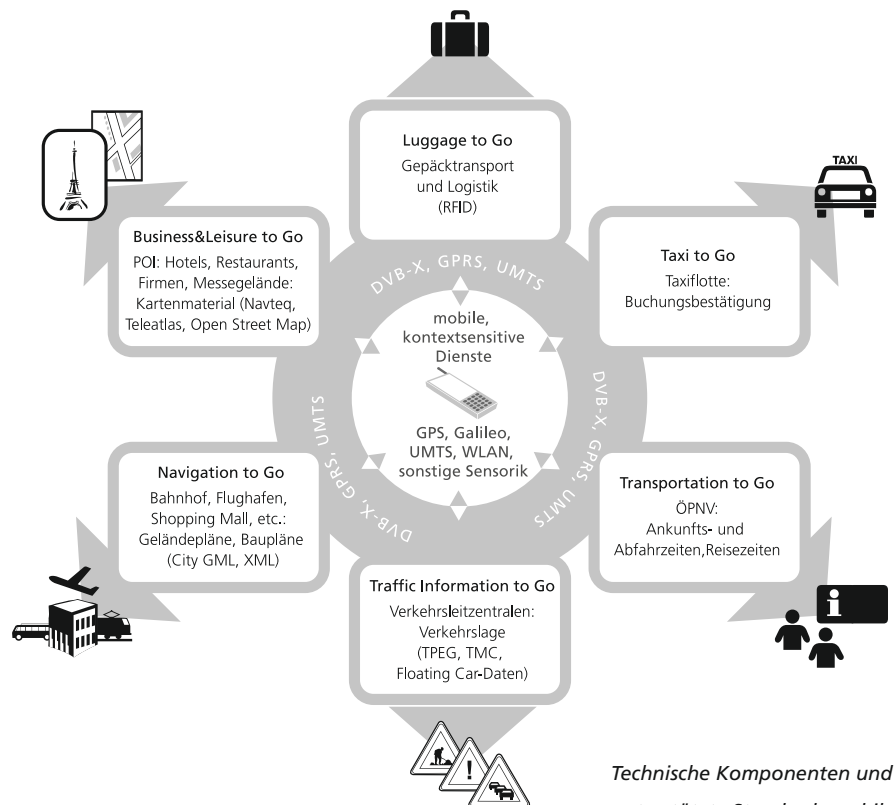 Luggage to Go
Gepäcktransport
und Logistik
(RFID)
TAXI
Business&Leisure to Go
POI: Hotels, Restaurants,
Firmen, Messegelände:
Kartenmaterial (Navteq,
Teleatlas, Open Street Map)
Taxi to Go
Taxiflotte:
Buchungsbestätigung
DVB-X, GPRS, UMTS
mobile,
kontextsensitive
Dienste
GPS, Galileo,
UMTS, WLAN,
sonstige Sensorik
DVB-X, GPRS, UMTS
DVB-X, GPRS, UMTS
Navigation to Go
Bahnhof, Flughafen,
Shopping Mall, etc.:
Geländepläne, Baupläne
(City GML, XML)
Transportation to Go
ÖPNV:
Ankunfts- und
Abfahrzeiten,Reisezeiten
Traffic Information to Go
Verkehrsleitzentralen:
Verkehrslage
(TPEG, TMC,
Floating Car-Daten)
i
!
Technische Komponenten und